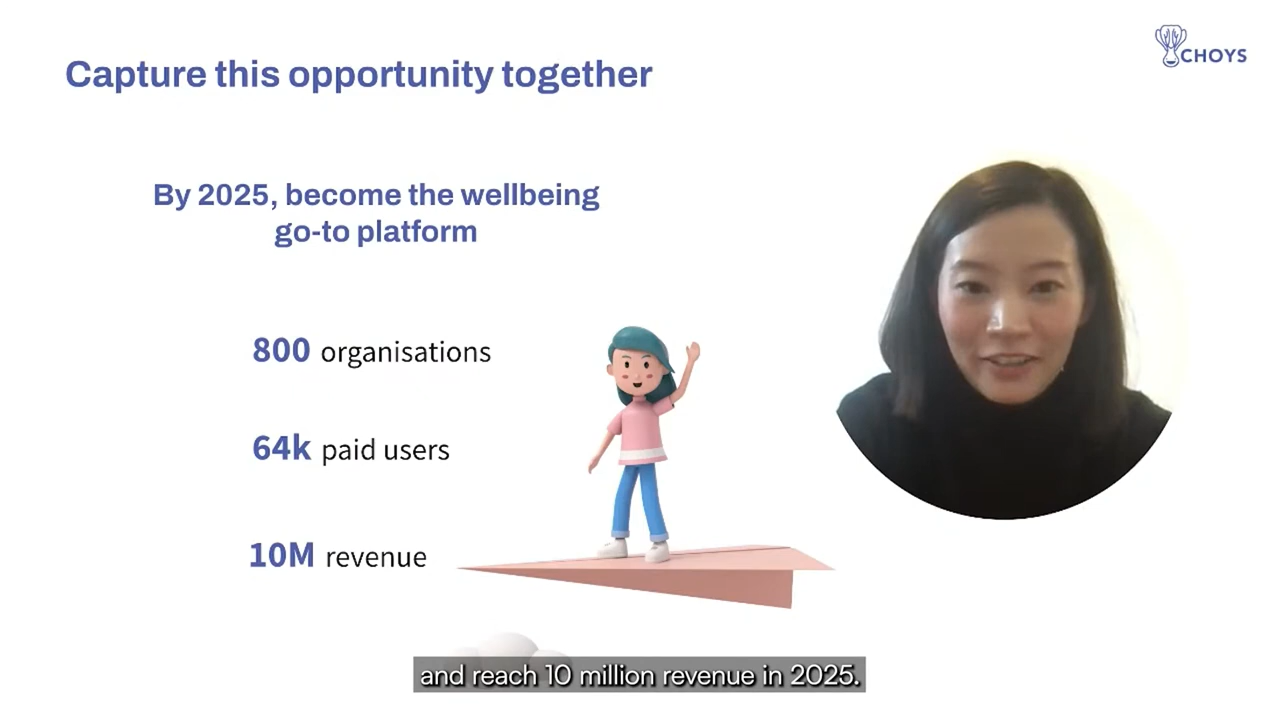 CHOYS
Capture this opportunity together
By 2025, become the wellbeing
go-to platform
800 organisations
64k paid users
10M revenue
and reach 10 million revenue in 2025.